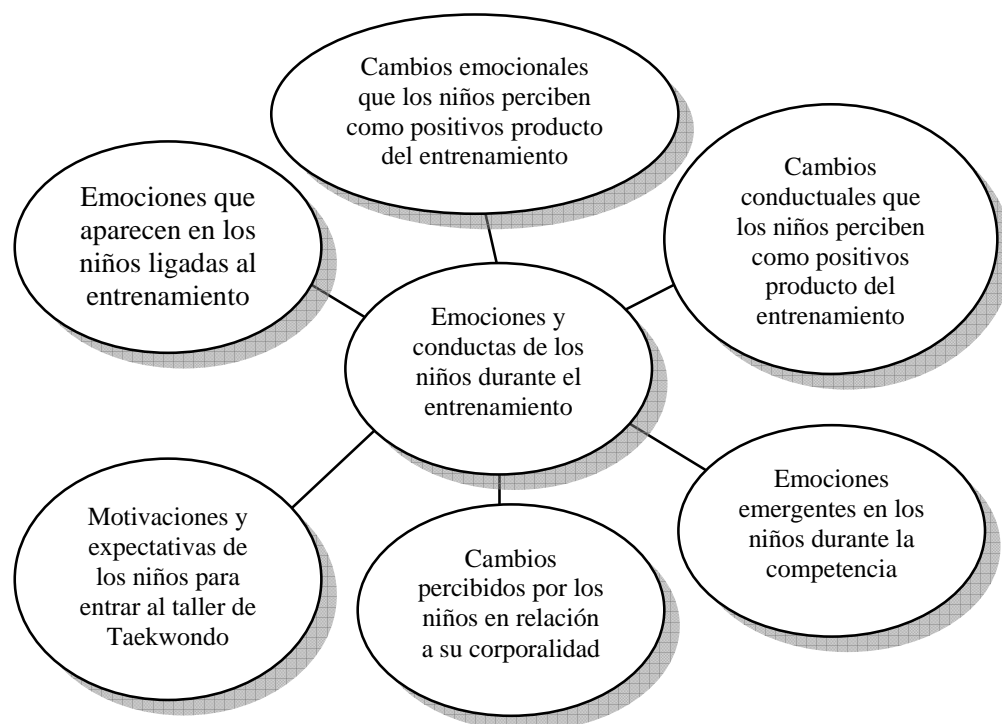 Cambios emocionales
que los niños perciben
como positivos producto
del entrenamiento
Emociones que
aparecen en los
niños ligadas al
entrenamiento
Cambios
conductuales que
los niños perciben
como positivos
producto del
entrenamiento
Emociones y
conductas de los
niños durante el
entrenamiento
Motivaciones y
expectativas de
los niños para
entrar al taller de
Taekwondo
Cambios
percibidos por los
niños en relación
a su corporalidad
Emociones
emergentes en los
niños durante la
competencia